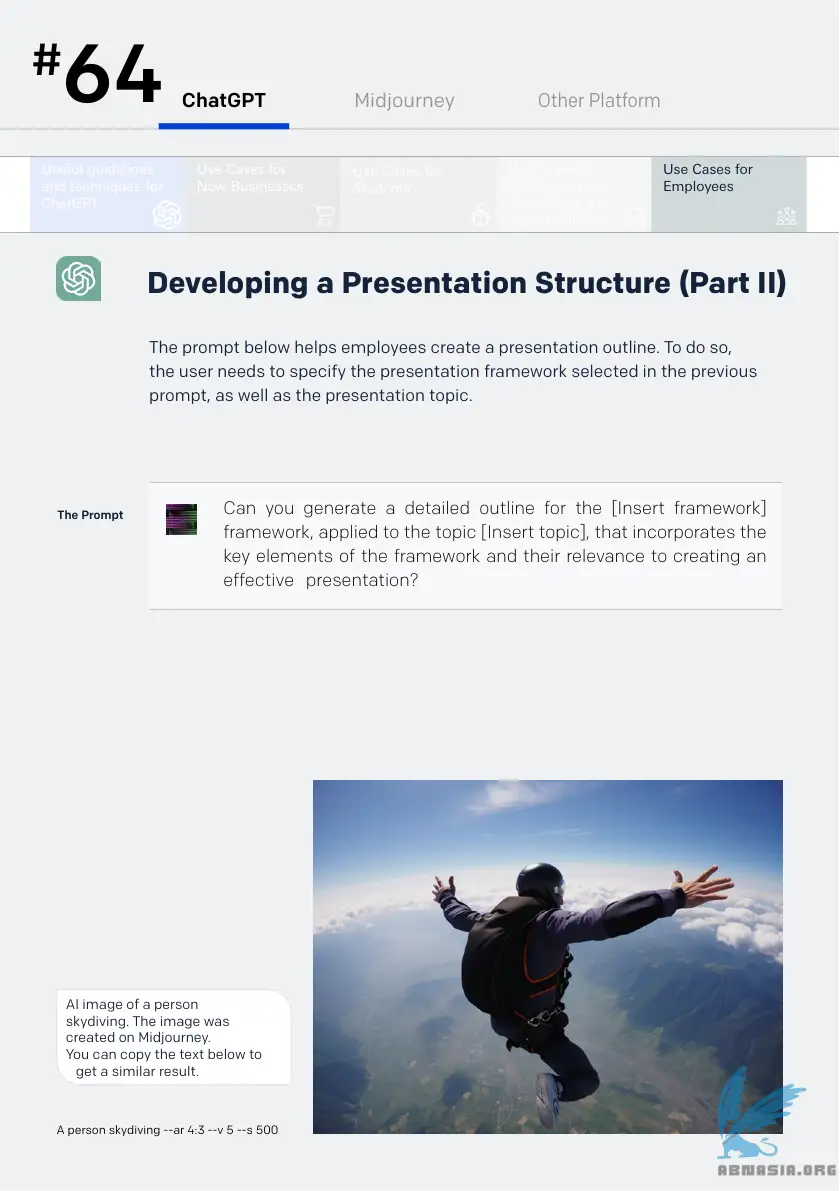 #64
ChatGPT
Midjourney
Other Platform
Useful guidelines
and techniques for
ChatGPT
Use Cases for
New Businesses
Use Cases for
Students
Use Cases for
Employees
Developing a Presentation Structure (Part II)
The prompt below helps employees create a presentation outline. To do so,
the user needs to specify the presentation framework selected in the previous
prompt, as well as the presentation topic.
The Prompt
Can you generate a detailed outline for the [Insert framework]
framework, applied to the topic [Insert topic], that incorporates the
key elements of the framework and their relevance to creating an
effective presentation?
AI image of a person
skydiving. The image was
created on Midjourney.
You can copy the text below to
get a similar result.
A person skydiving --ar 4:3 --v 5 --s 500
ABNASIA.ORG